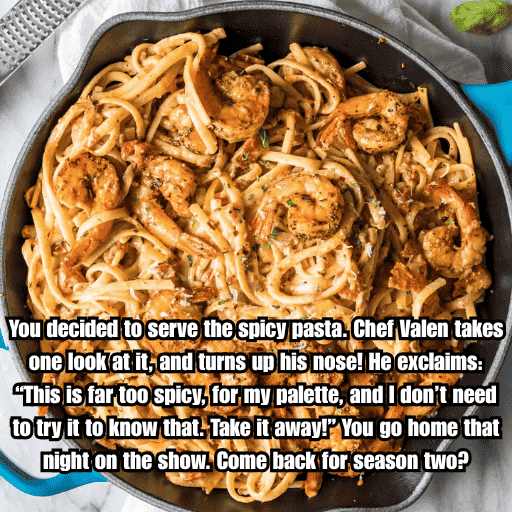 You decided to serve the spicy pasta. Chef Valen takes
one look at it, and turns up his nose! He exclaims:
“This is far too spicy, for my palette, and I don’t need
to try it to know that. Take it away!” You go home that
night on the show. Come back for season two?